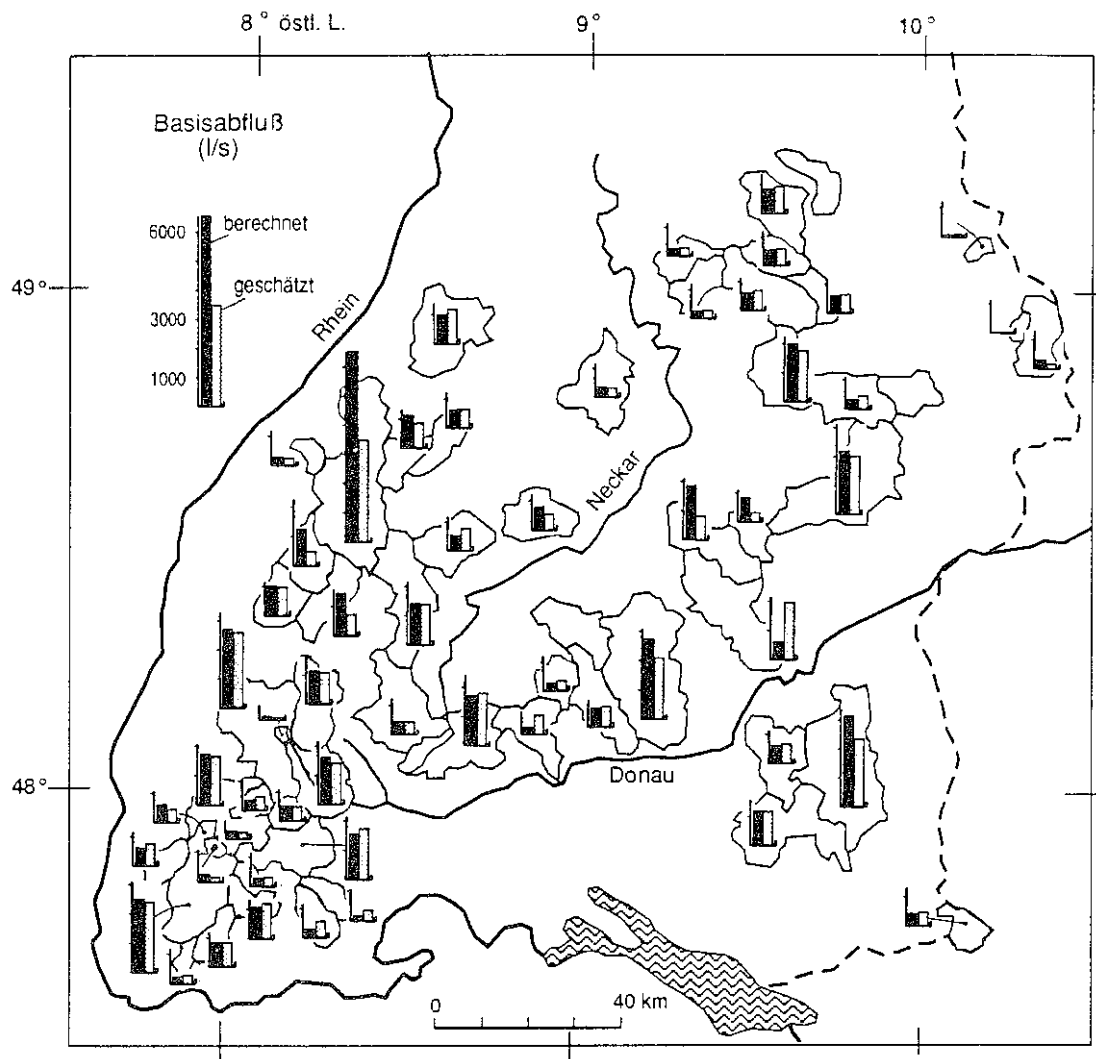 8° östl. L.
9°
10°
Basisabfluß
(l/s)
berechnet
6000
geschätzt
3000
1000
49°
Rhein
Neckar
Donau
48°
0
40 km